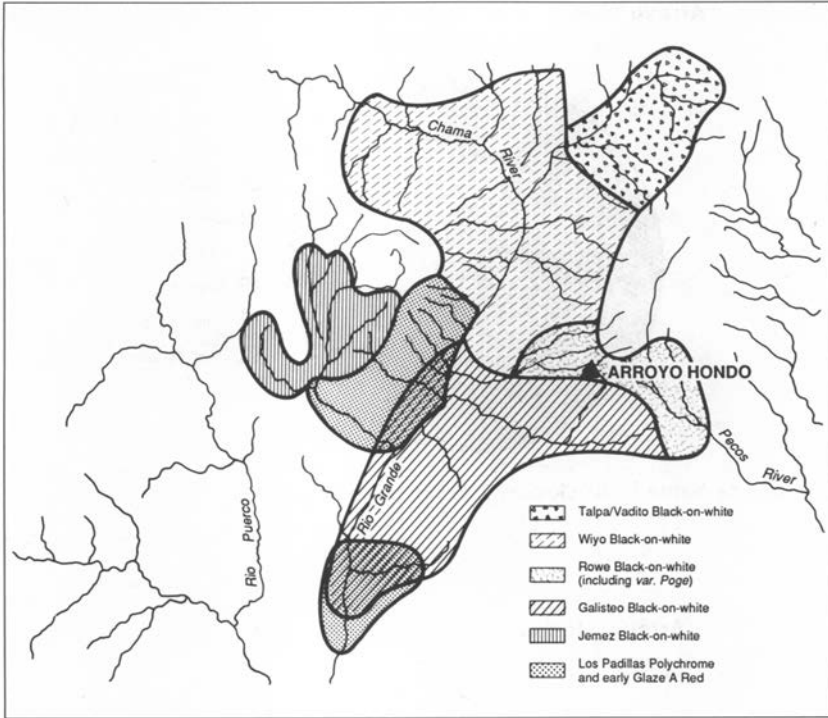 Chama
River
ARROYO HONDO
Pecos
River
Rio-Grande
Rio Puerco
Talpa/Vadito Black-on-white
Wiyo Black-on-white
Rowe Black-on-white
(including var. Poge)
Galisteo Black-on-white
Jemez Black-on-white
Los Padillas Polychrome
and early Glaze A Red